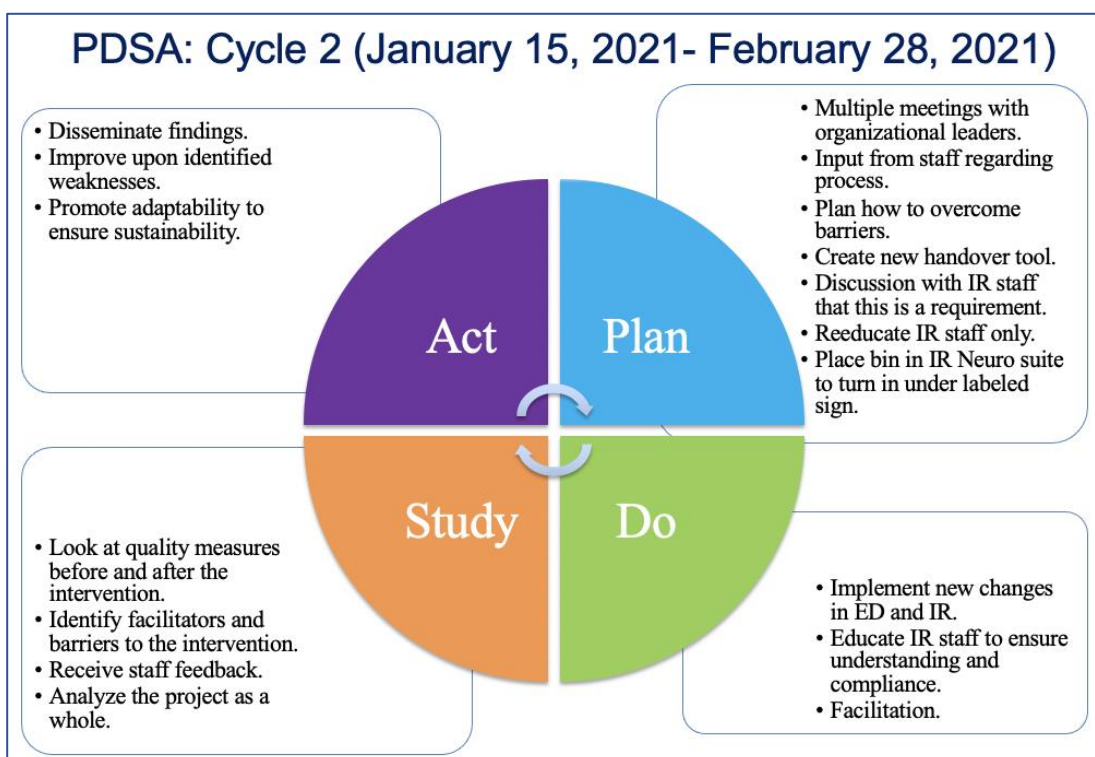 PDSA: Cycle 2 (January 15, 2021- February 28, 2021)
• Disseminate findings.
• Improve upon identified
weaknesses.
• Promote adaptability to
ensure sustainability.
• Multiple meetings with
organizational leaders.
• Input from staff regarding
process.
• Plan how to overcome
barriers.
• Create new handover tool.
• Discussion with IR staff
that this is a requirement.
• Reeducate IR staff only.
• Place bin in IR Neuro suite
to turn in under labeled
sign.
Act
Plan
Study
Do
• Look at quality measures
before and after the
intervention.
• Identify facilitators and
barriers to the intervention.
• Receive staff feedback.
• Analyze the project as a
whole.
• Implement new changes
in ED and IR.
• Educate IR staff to ensure
understanding and
compliance.
• Facilitation.